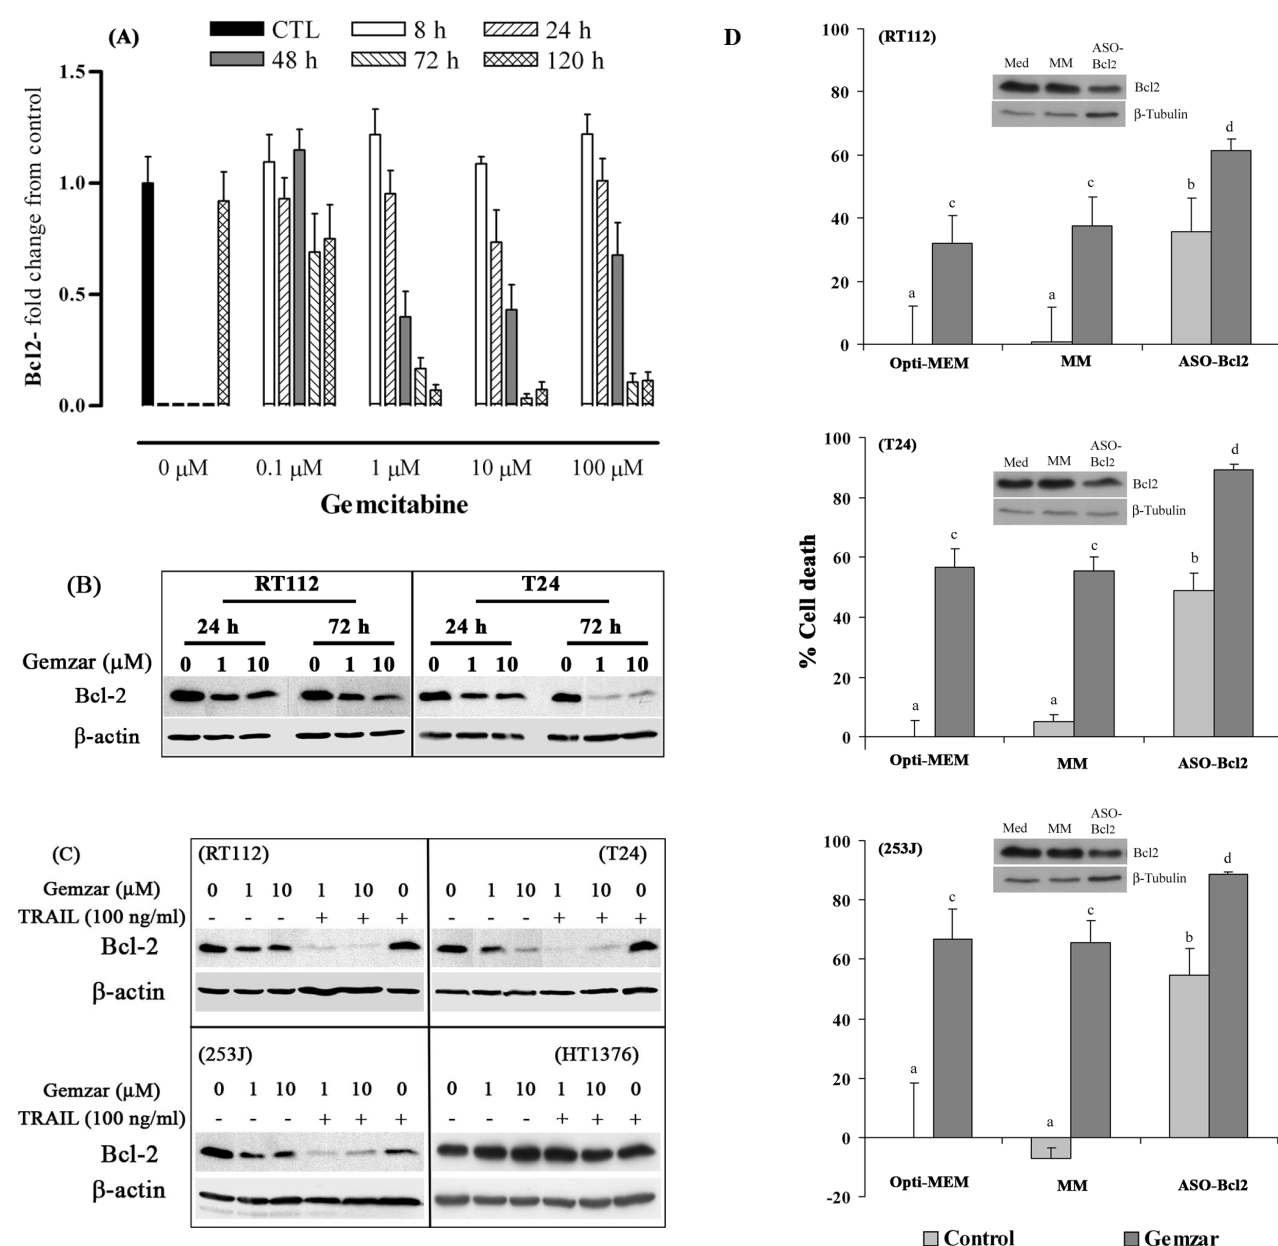 (A)
CTL 8 h 24 h
48 h 72 h 120 h
Bcl2- fold change from control
1.5
1.0
0.5
0.0
0 µM 0.1 µM 1 µM 10 µM 100 µM
Gemcitabine
(B)
RT112 T24
24 h 72 h 24 h 72 h
Gemzar (µM) 0 1 10 0 1 10 0 1 10 0 1 10
Bcl-2
β-actin
(C)
(RT112) (T24)
Gemzar (µM) 0 1 10 1 10 0 0 1 10 1 10 0
TRAIL (100 ng/ml) - - - + + + - - - + + +
Bcl-2
β-actin
(253J) (HT1376)
Gemzar (µM) 0 1 10 1 10 0 0 1 10 1 10 0
TRAIL (100 ng/ml) - - - + + + - - - + + +
Bcl-2
β-actin
D
% Cell death
(RT112)
Med MM ASO-
Bcl2
Bcl2
β-Tubulin
100
80
60
40
20
0
a c a c b d
Opti-MEM MM ASO-Bcl2
(T24)
Med MM ASO-
Bcl2
Bcl2
β-Tubulin
100
80
60
40
20
0
a c a c b d
Opti-MEM MM ASO-Bcl2
(253J)
Med MM ASO-
Bcl2
Bcl2
β-Tubulin
100
80
60
40
20
0
-20
a c a c b d
Opti-MEM MM ASO-Bcl2
Control Gemzar